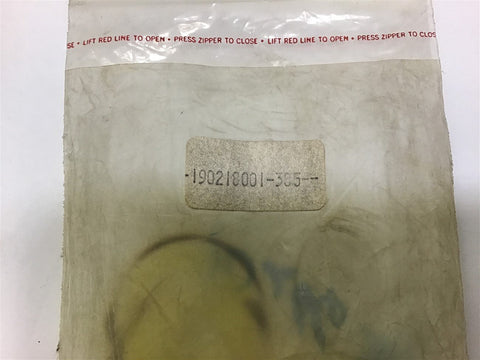 SE • LIFT RED LINE TO OPEN • PRESS ZIPPER TO CLOSE • LIFT RED LINE TO OPEN • PRESS ZIPPER TO CLOSE
-190218001-305--